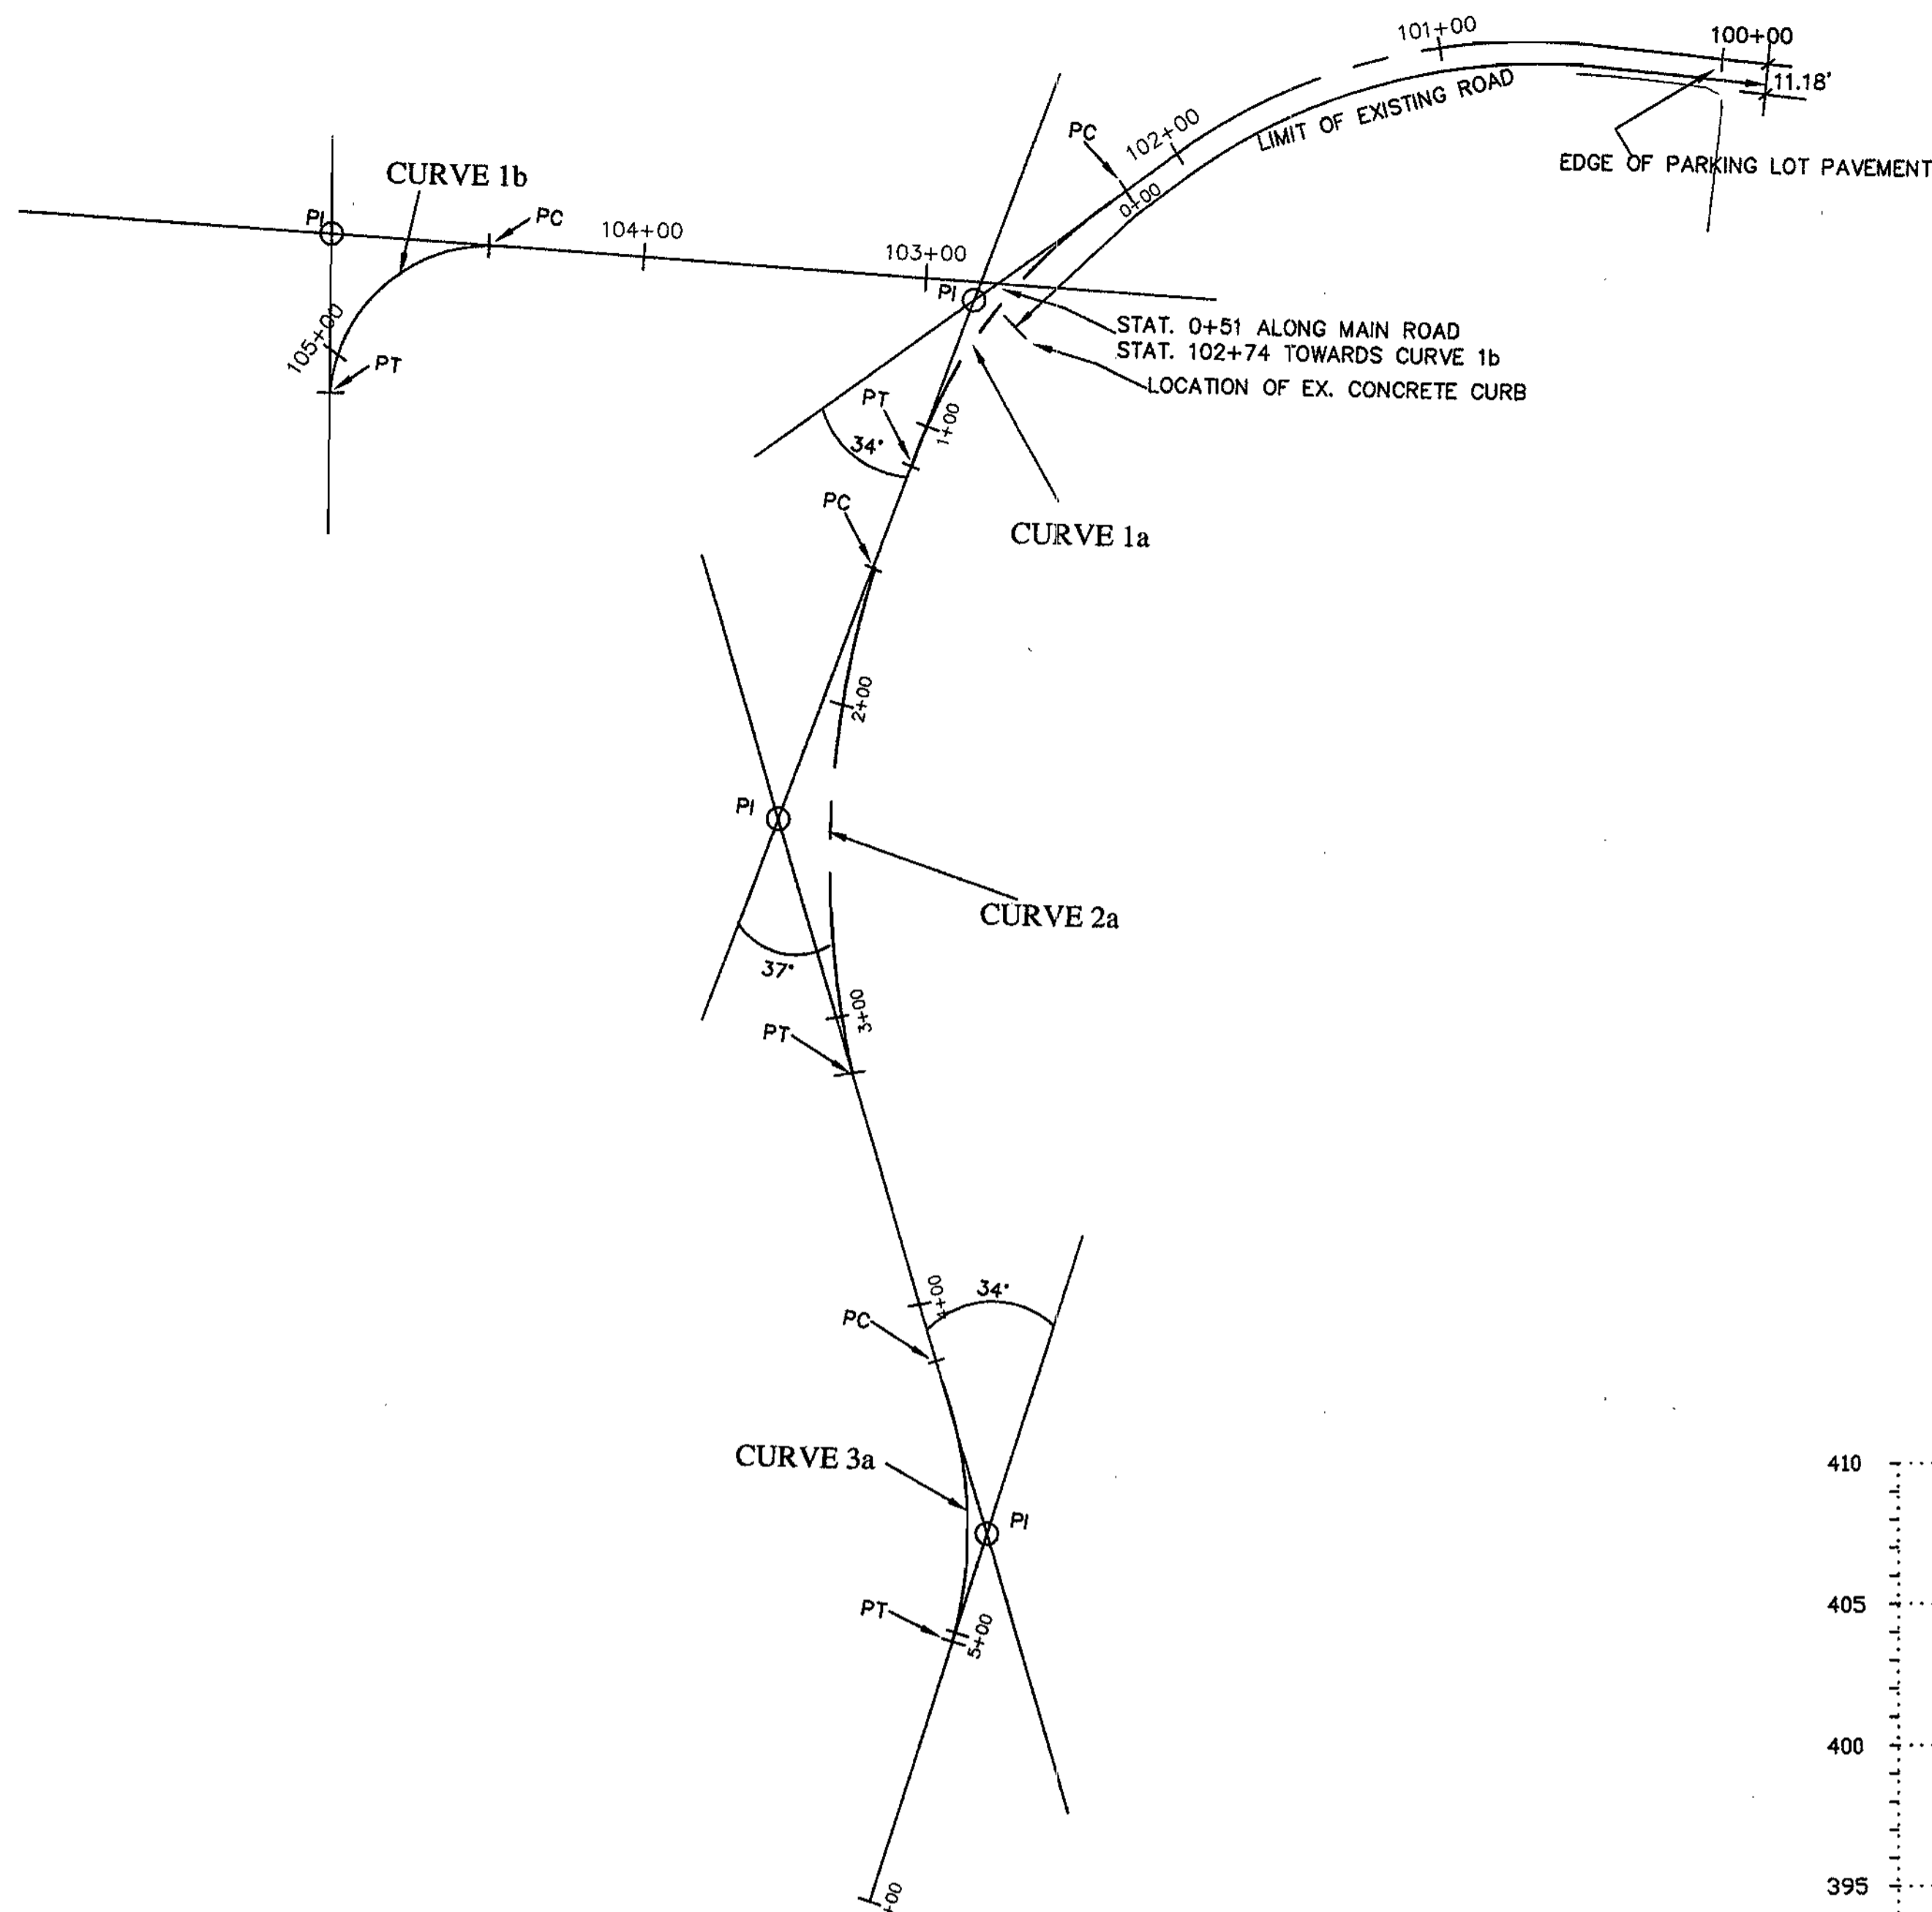 101+00
100+00
11.18'
LIMIT OF EXISTING ROAD
EDGE OF PARKING LOT PAVEMENT
PC
102+00
0+00
CURVE 1b
PI
PC
104+00
103+00
PI
STAT. 0+51 ALONG MAIN ROAD
STAT. 102+74 TOWARDS CURVE 1b
LOCATION OF EX. CONCRETE CURB
105+00
PT
PT
1+00
34°
PC
CURVE 1a
2+00
PI
CURVE 2a
37°
3+00
PT
4+00
34°
PC
CURVE 3a
PI
PT
5+00
+00
410
405
400
395